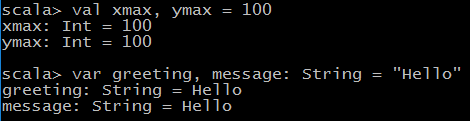 scala> val xmax, ymax = 100
xmax: Int = 100
ymax: Int = 100
scala> var greeting, message: String = "Hello"
greeting: String = Hello
message: String = Hello